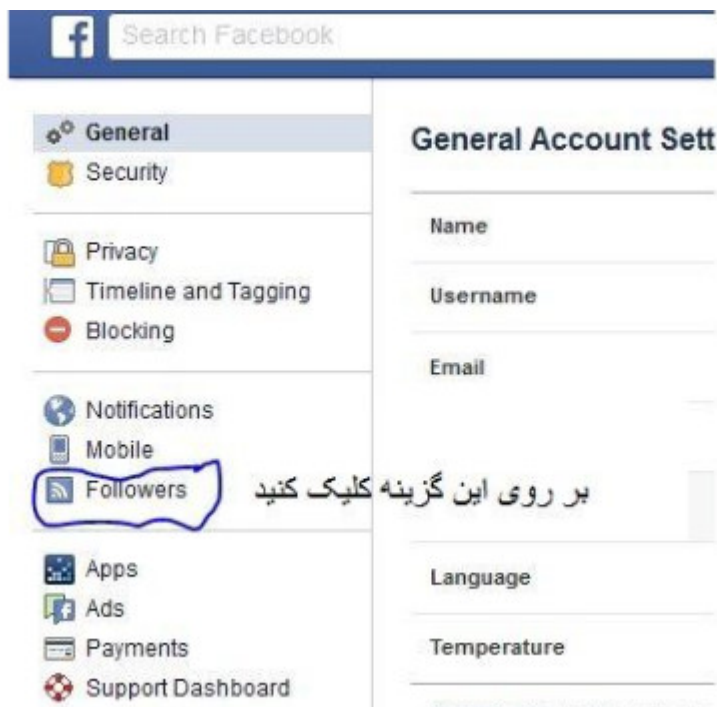 f
Search Facebook
General
Security
Privacy
Timeline and Tagging
Blocking
Notifications
Mobile
Followers
بر روی این گزینه کلیک کنید
Apps
Ads
Payments
Support Dashboard
General Account Sett
Name
Username
Email
Language
Temperature